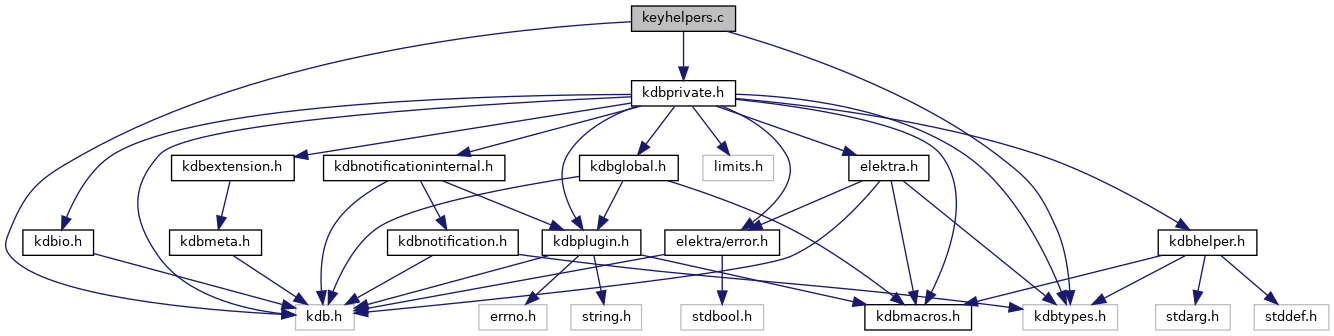 keyhelpers.c
kdbprivate.h
kdbextension.h
kdbnotificationinternal.h
kdbglobal.h
limits.h
elektra.h
kdbio.h
kdbmeta.h
kdbnotification.h
kdbplugin.h
elektra/error.h
kdbhelper.h
kdb.h
errno.h
string.h
stdbool.h
kdbmacros.h
kdbtypes.h
stdarg.h
stddef.h